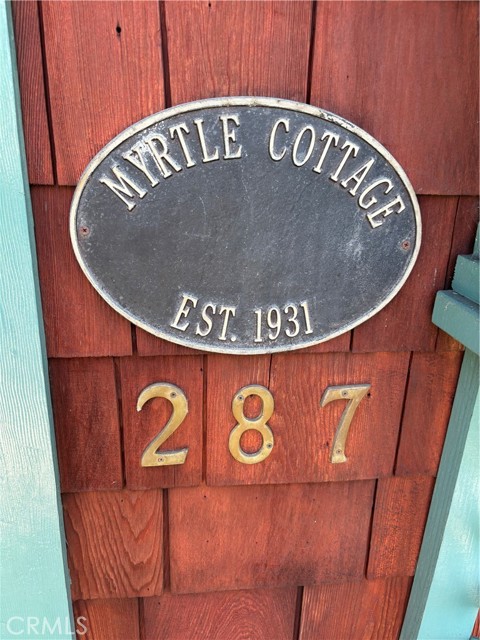 MYRTLE COTTAGE
EST. 1931
287
CRMLS